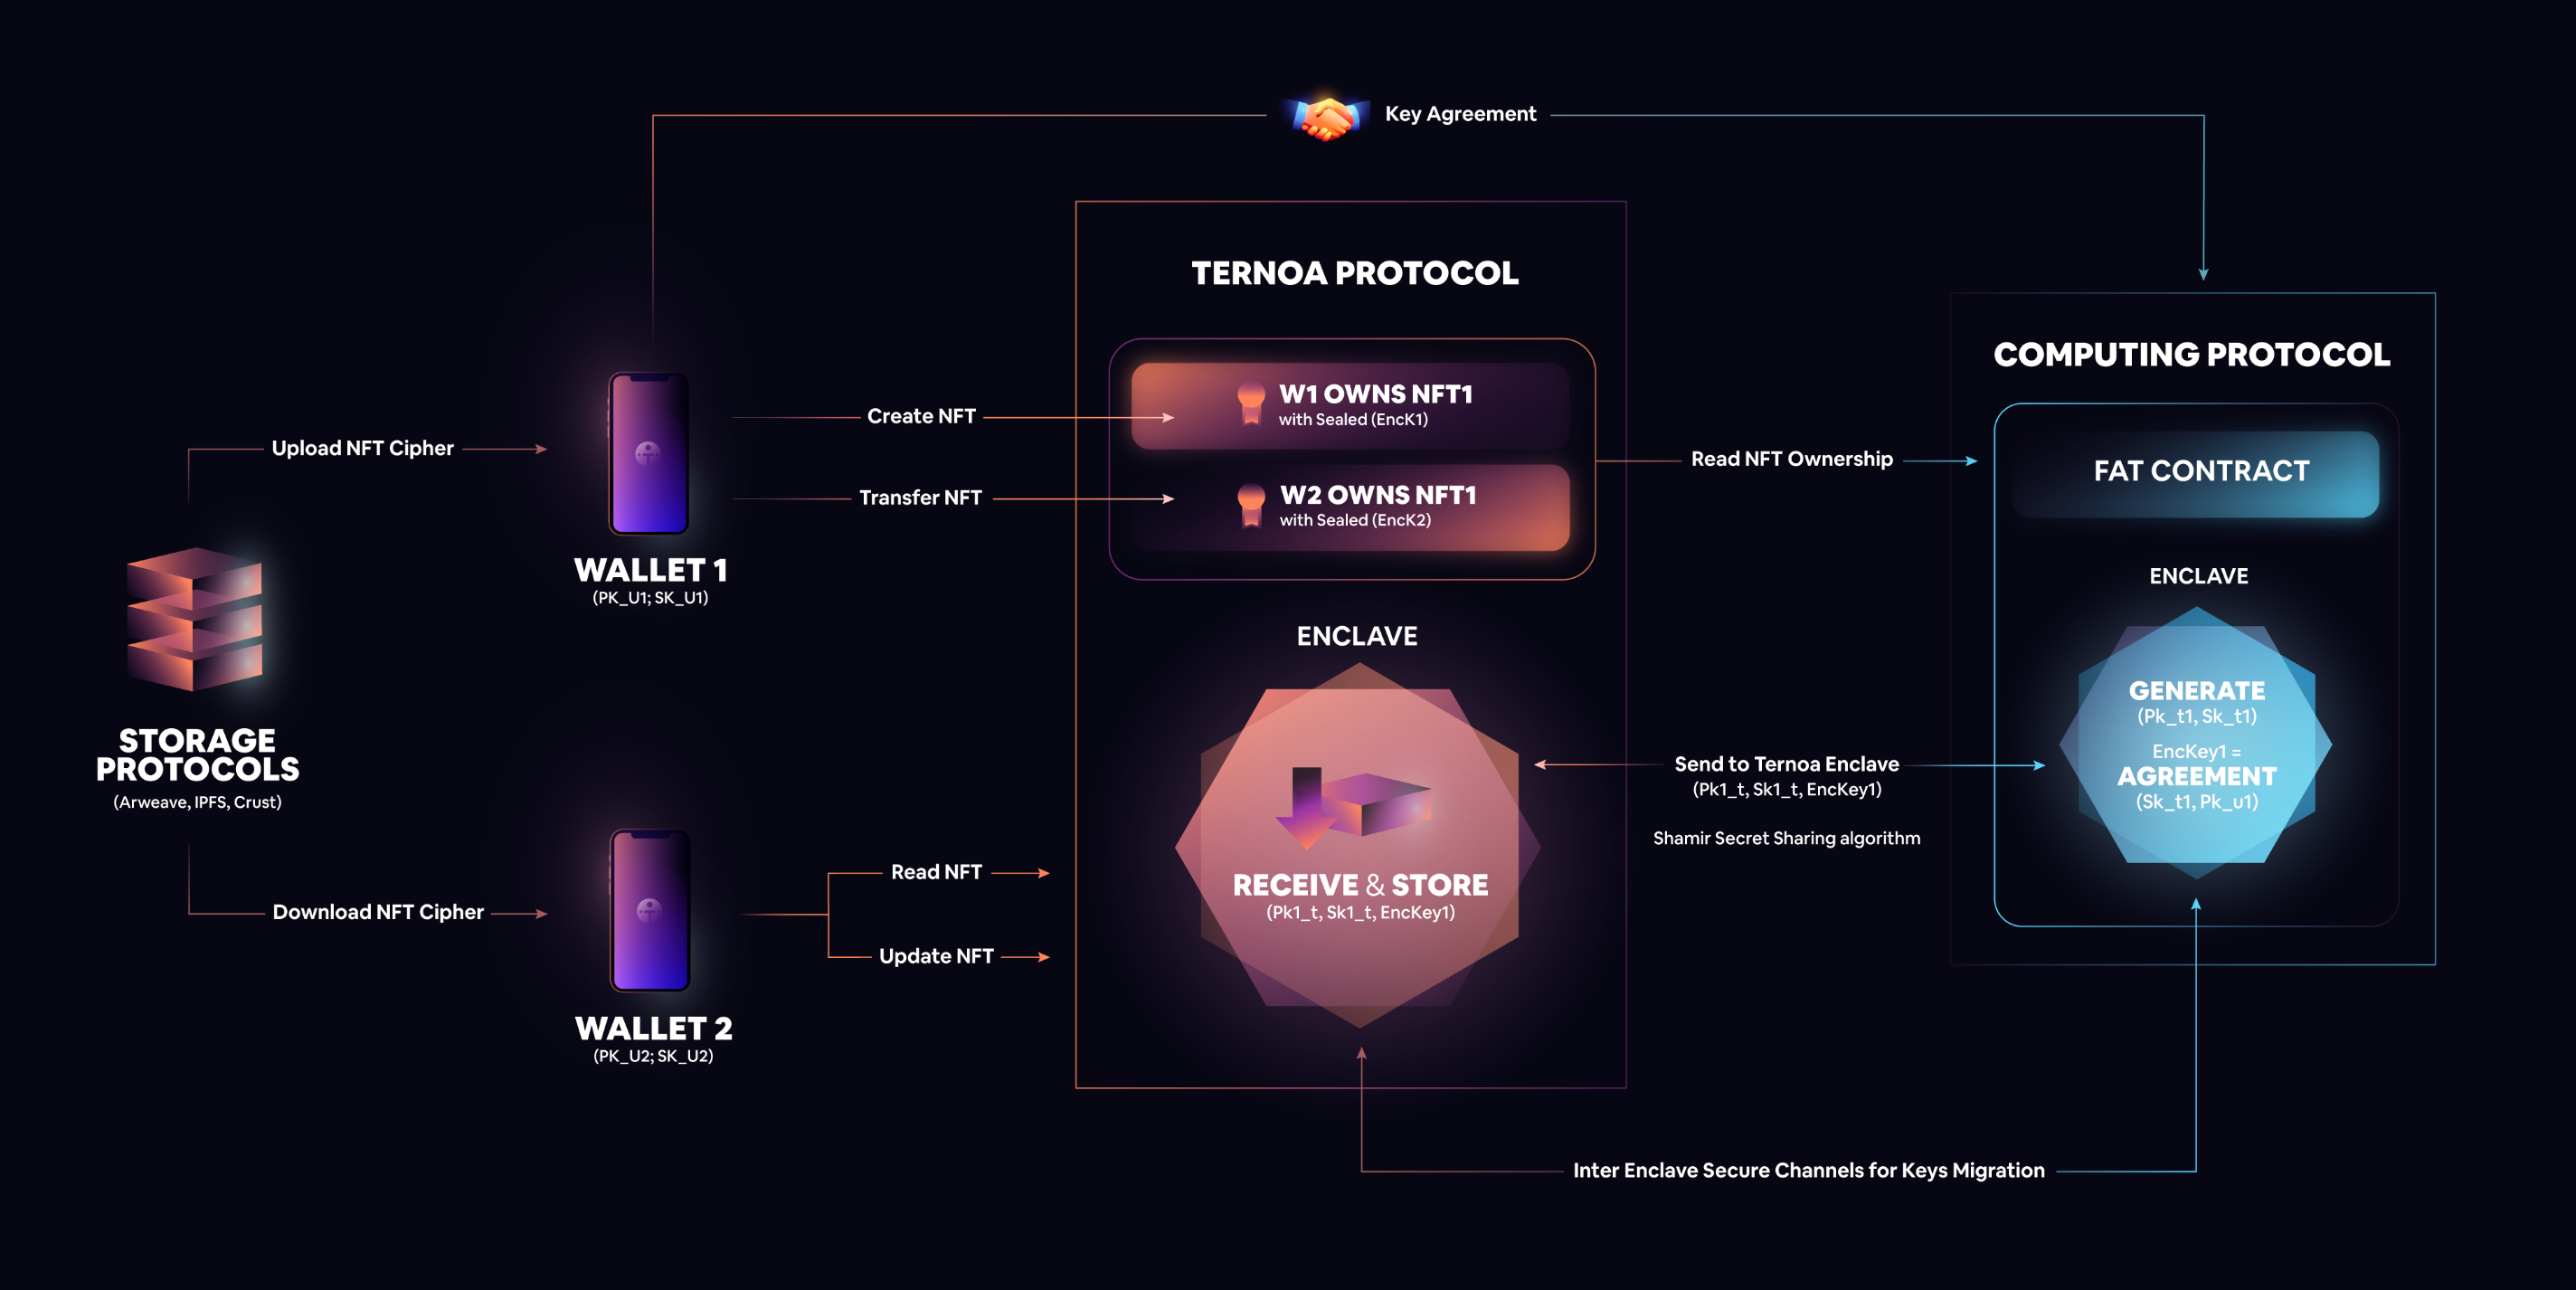 Key Agreement
TERNOA PROTOCOL
W1 OWNS NFT1
with Sealed (EncK1)
W2 OWNS NFT1
with Sealed (EncK2)
Create NFT
Transfer NFT
Upload NFT Cipher
WALLET 1
(PK_U1; SK_U1)
STORAGE
PROTOCOLS
(Arweave, IPFS, Crust)
Download NFT Cipher
WALLET 2
(PK_U2; SK_U2)
Read NFT
Update NFT
ENCLAVE
RECEIVE & STORE
(Pk1_t, Sk1_t, EncKey1)
Read NFT Ownership
Send to Ternoa Enclave
(Pk1_t, Sk1_t, EncKey1)
Shamir Secret Sharing algorithm
COMPUTING PROTOCOL
FAT CONTRACT
ENCLAVE
GENERATE
(Pk_t1, Sk_t1)
EncKey1 =
AGREEMENT
(Sk_t1, Pk_u1)
Inter Enclave Secure Channels for Keys Migration